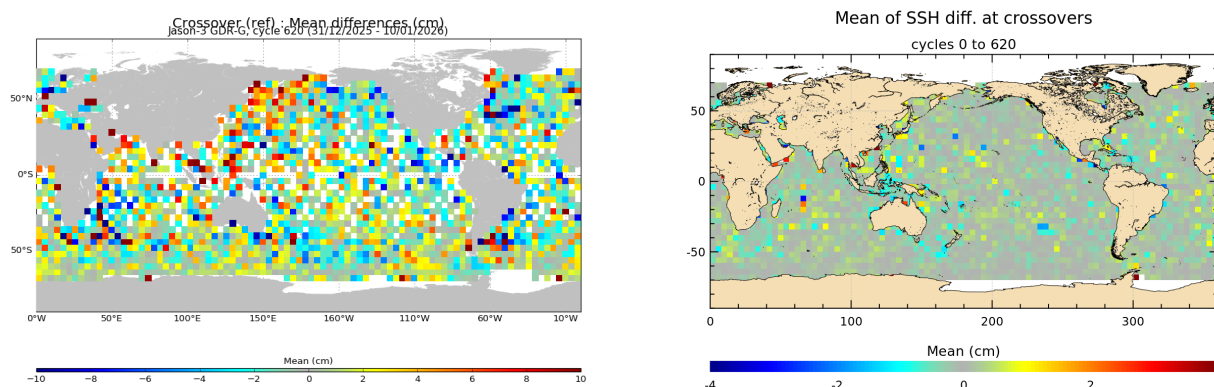 Crossover (ref) : Mean differences (cm)
Jason-3 GDR-G, cycle 620 (31/12/2025 - 10/01/2026)
50°N
0°S
50°S
0°W 50°E 100°E 150°E 160°W 110°W 60°W 10°W
Mean (cm)
−10 −8 −6 −4 −2 0 2 4 6 8 10
Mean of SSH diff. at crossovers
cycles 0 to 620
50
0
-50
0 100 200 300
Mean (cm)
-4 -2 0 2